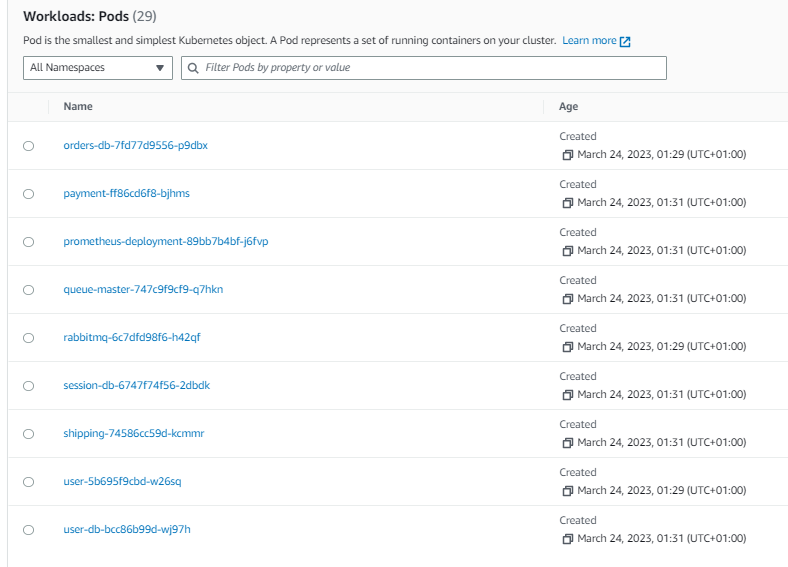 Workloads: Pods (29)
Pod is the smallest and simplest Kubernetes object. A Pod represents a set of running containers on your cluster. Learn more
All Namespaces
Filter Pods by property or value
Name Age
Created
orders-db-7fd77d9556-p9dbx
March 24, 2023, 01:29 (UTC+01:00)
Created
payment-ff86cd6f8-bjhms
March 24, 2023, 01:31 (UTC+01:00)
Created
prometheus-deployment-89bb7b4bf-j6fvp
March 24, 2023, 01:31 (UTC+01:00)
Created
queue-master-747c9f9cf9-q7hkn
March 24, 2023, 01:31 (UTC+01:00)
Created
rabbitmq-6c7dfd98f6-h42qf
March 24, 2023, 01:29 (UTC+01:00)
Created
session-db-6747f74f56-2dbdk
March 24, 2023, 01:31 (UTC+01:00)
Created
shipping-74586cc59d-kcmmr
March 24, 2023, 01:31 (UTC+01:00)
Created
user-5b695f9cbd-w26sq
March 24, 2023, 01:29 (UTC+01:00)
Created
user-db-bcc86b99d-wj97h
March 24, 2023, 01:31 (UTC+01:00)